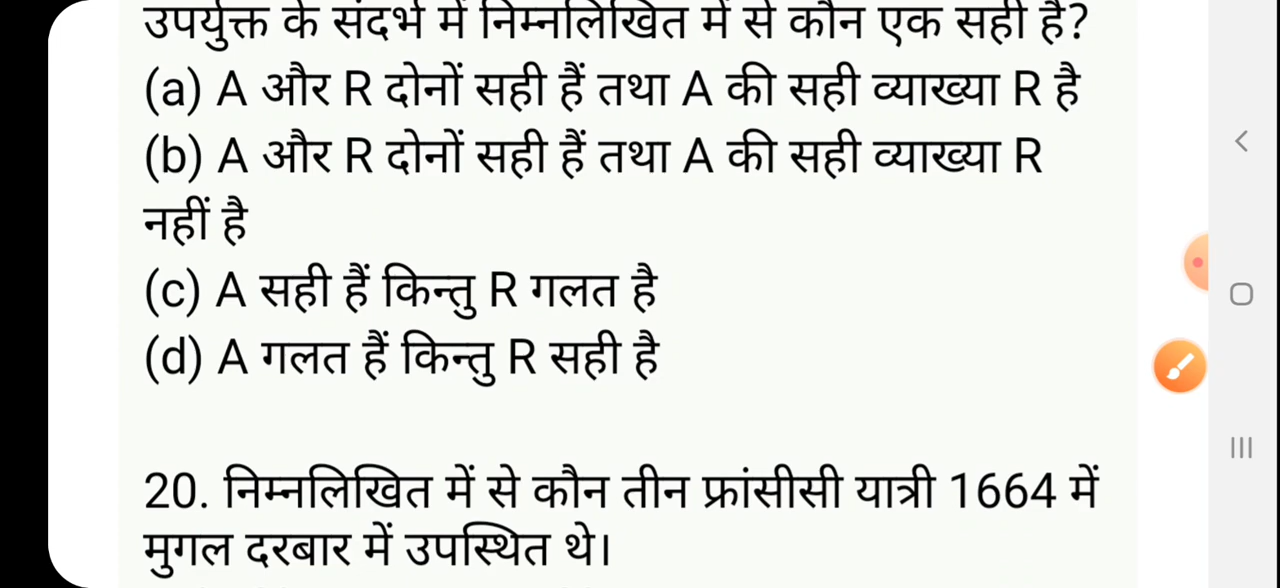 उपर्युक्त के संदर्भ में निम्नलिखित में से कौन एक सही है?
(a) A और R दोनों सही हैं तथा A की सही व्याख्या R है
(b) A और R दोनों सही हैं तथा A की सही व्याख्या R
नहीं है
(c) A सही हैं किन्तु R गलत है
(d) A गलत हैं किन्तु R सही है
20. निम्नलिखित में से कौन तीन फ्रांसीसी यात्री 1664 में
मुगल दरबार में उपस्थित थे।